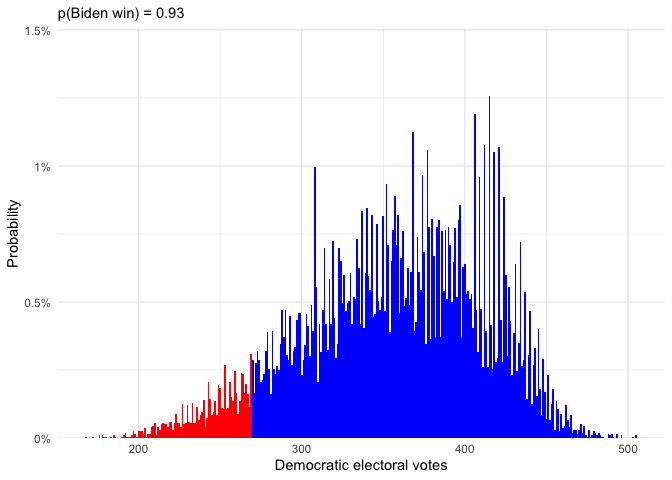 p(Biden win) = 0.93
1.5%
1%
0.5%
0%
Probability
200
300
400
500
Democratic electoral votes